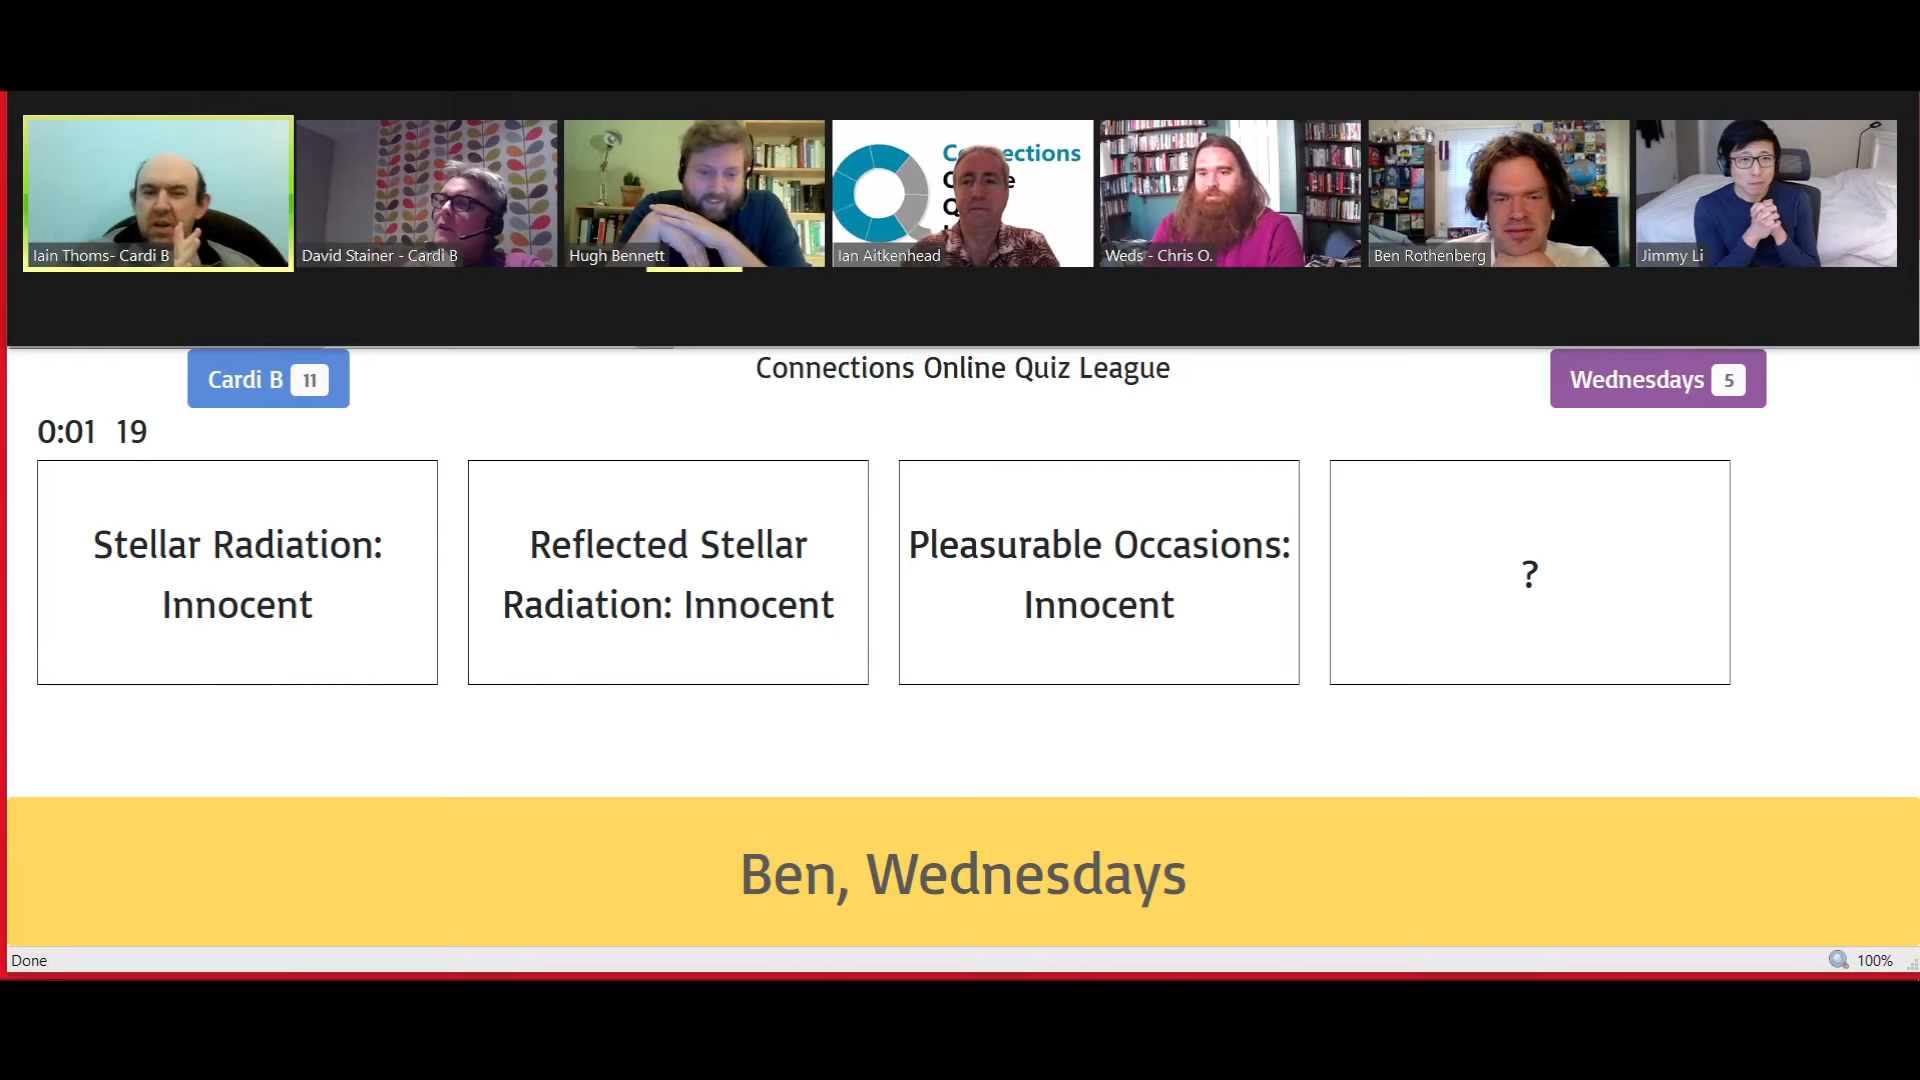 Connections
Iain Thoms- Cardi B
David Stainer - Cardi B
Hugh Bennett
Ian Aitkenhead
Weds - Chris O.
Ben Rothenberg
Jimmy Li
Cardi B 11
Connections Online Quiz League
Wednesdays 5
0:01 19
Stellar Radiation:
Innocent
Reflected Stellar
Radiation: Innocent
Pleasurable Occasions:
Innocent
?
Ben, Wednesdays
Done
100%